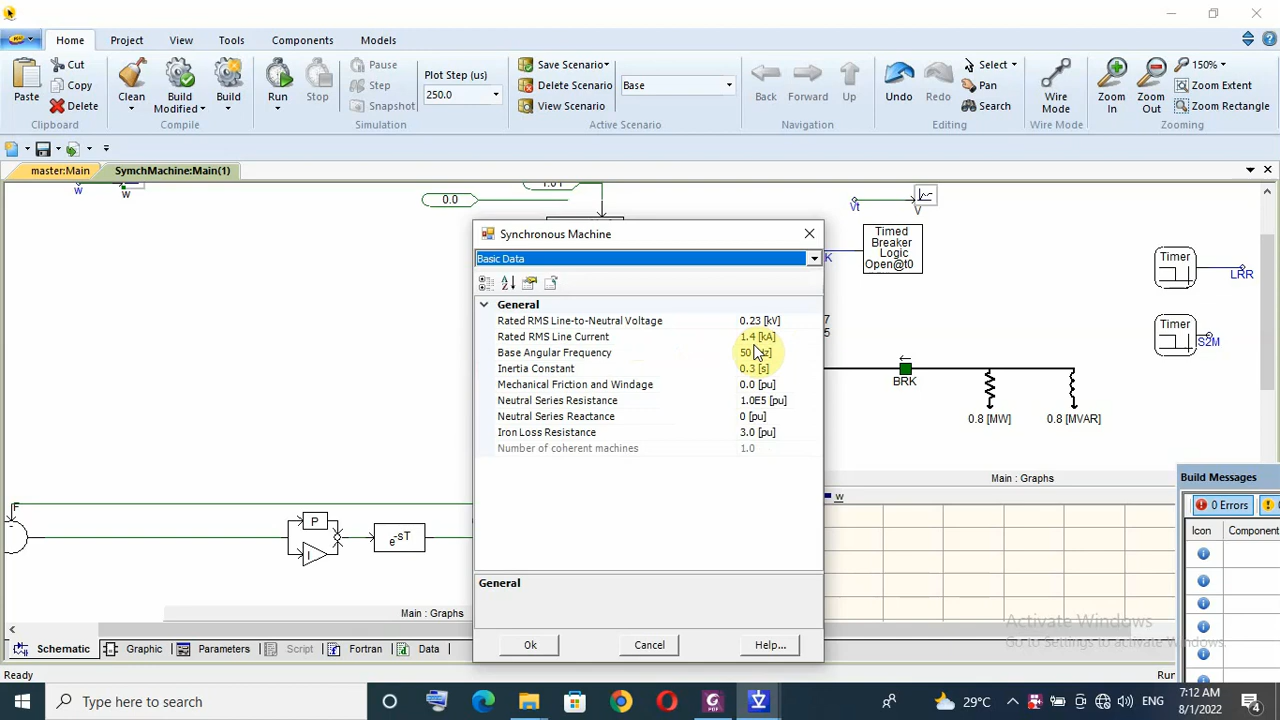 Home Project View Tools Components Models
Paste Cut Copy Delete Clipboard
Clean Build Modified Build Compile
Run Stop Pause Step Snapshot Simulation
Plot Step (us)
250.0
Save Scenario
Delete Scenario
View Scenario
Base
Active Scenario
Back Forward Up Navigation
Undo Redo Select Pan Search Editing
Wire Mode
Wire Mode
Zoom In Zoom Out 150% Zoom Extent Zoom Rectangle Zooming
master:Main SymchMachine:Main(1)
w w
0.0
Vt
V
Timed
Breaker
Logic
Open@t0
K
Timer
LRR
Timer
S2M
BRK
0.8 [MW] 0.8 [MVAR]
Synchronous Machine
Basic Data
General
Rated RMS Line-to-Neutral Voltage 0.23 [kV]
Rated RMS Line Current 1.4 [kA]
Base Angular Frequency 50
Inertia Constant 0.3 [s]
Mechanical Friction and Windage 0.0 [pu]
Neutral Series Resistance 1.0E5 [pu]
Neutral Series Reactance 0 [pu]
Iron Loss Resistance 3.0 [pu]
Number of coherent machines 1.0
General
Ok Cancel Help...
F
P
I
e-sT
Main : Graphs
Main : Graphs
w
Build Messages
0 Errors
Icon Component
Activate Windows
Go to Settings to activate Windows.
Schematic Graphic Parameters Script Fortran Data
Ready
Type here to search
29°C
ENG
7:12 AM
8/1/2022
4